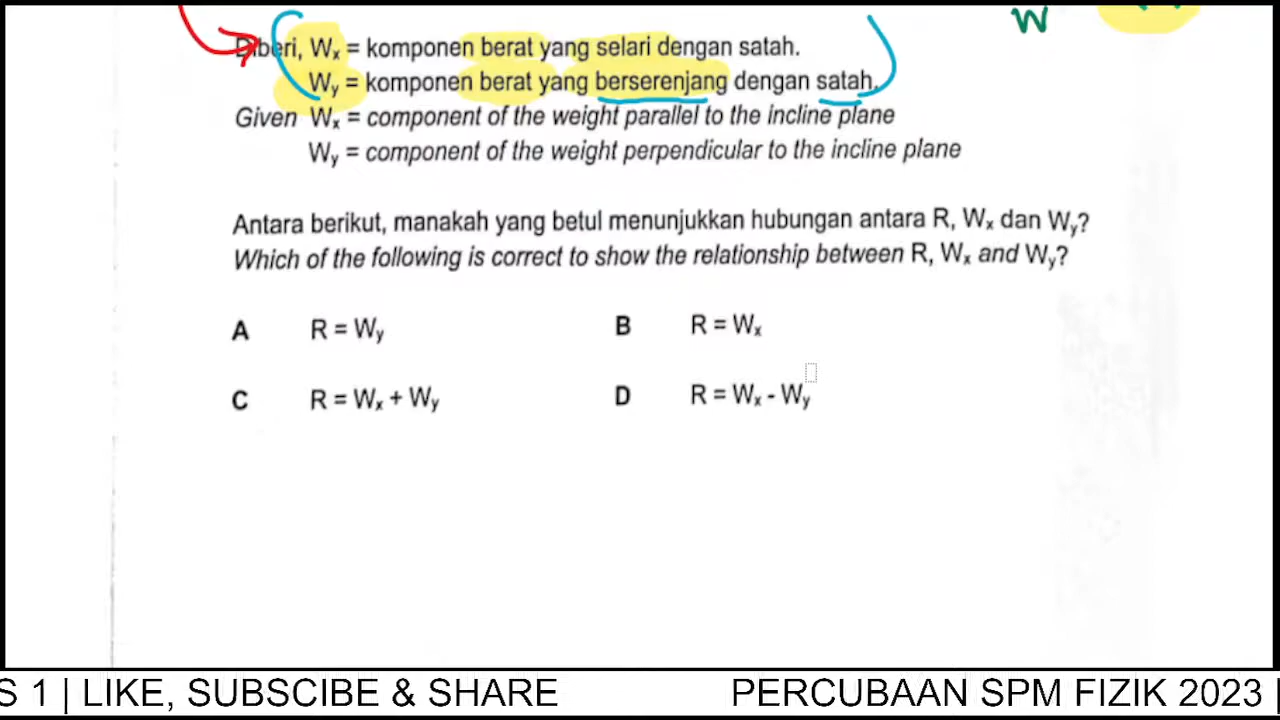 W
Diberi, Wx = komponen berat yang selari dengan satah.
Wy = komponen berat yang berserenjang dengan satah.
Given Wx = component of the weight parallel to the incline plane
Wy = component of the weight perpendicular to the incline plane
Antara berikut, manakah yang betul menunjukkan hubungan antara R, Wx dan Wy?
Which of the following is correct to show the relationship between R, Wx and Wy?
A R = Wy B R = Wx
C R = Wx + Wy D R = Wx - Wy
S 1 | LIKE, SUBSCIBE & SHARE PERCUBAAN SPM FIZIK 2023 |